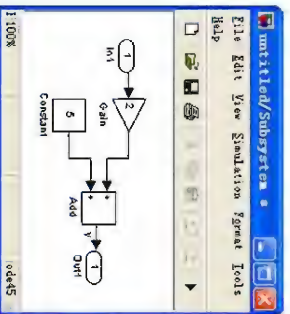 untitled/Subsystem *
File Edit View Simulation Format Tools
Help
1
In1
2
Gain
5
Constant
Add
1
Out1
100%
ode45